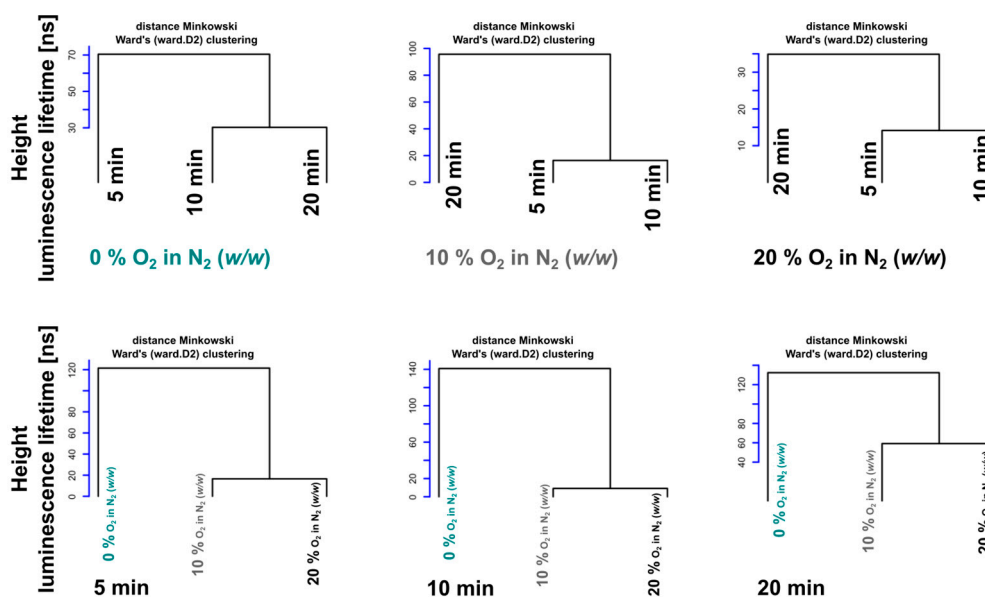 Height
luminescence lifetime [ns]
distance Minkowski
Ward's (ward.D2) clustering
70
30
5 min
10 min
20 min
0 % O₂ in N₂ (w/w)
distance Minkowski
Ward's (ward.D2) clustering
100
80
60
40
20
0
20 min
5 min
10 min
10 % O₂ in N₂ (w/w)
distance Minkowski
Ward's (ward.D2) clustering
30
20
10
20 min
5 min
10 min
20 % O₂ in N₂ (w/w)
Height
luminescence lifetime [ns]
distance Minkowski
Ward's (ward.D2) clustering
120
80
60
40
20
0
0 % O₂ in N₂ (w/w)
10 % O₂ in N₂ (w/w)
20 % O₂ in N₂ (w/w)
5 min
distance Minkowski
Ward's (ward.D2) clustering
140
100
60
20
0
0 % O₂ in N₂ (w/w)
10 % O₂ in N₂ (w/w)
20 % O₂ in N₂ (w/w)
10 min
distance Minkowski
Ward's (ward.D2) clustering
120
80
60
40
0 % O₂ in N₂ (w/w)
10 % O₂ in N₂ (w/w)
20 % O₂ in N₂ (w/w)
20 min